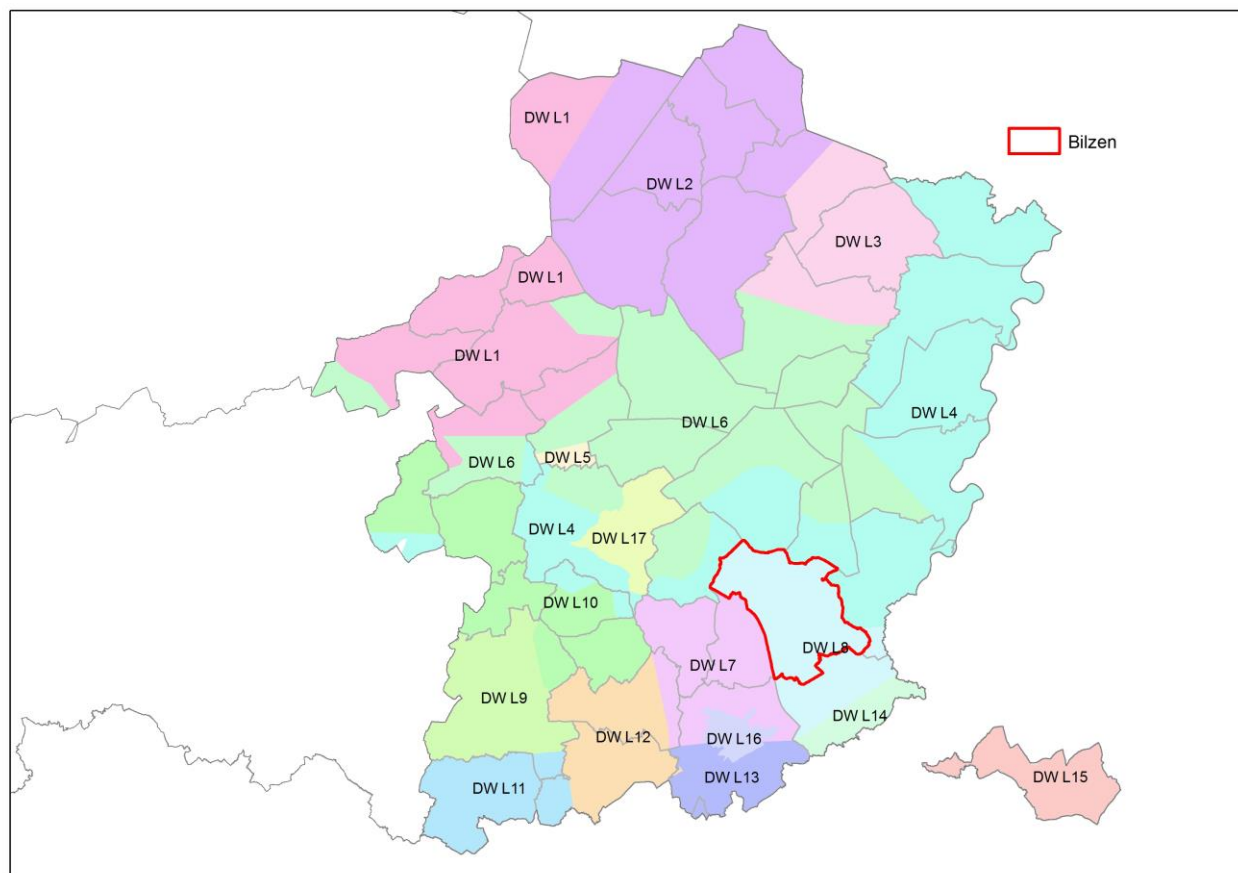 DW L1
Bilzen
DW L2
DW L3
DW L1
DW L1
DW L4
DW L6
DW L5
DW L6
DW L4
DW L17
DW L10
DW L8
DW L7
DW L9
DW L14
DW L12
DW L16
DW L13
DW L15
DW L11